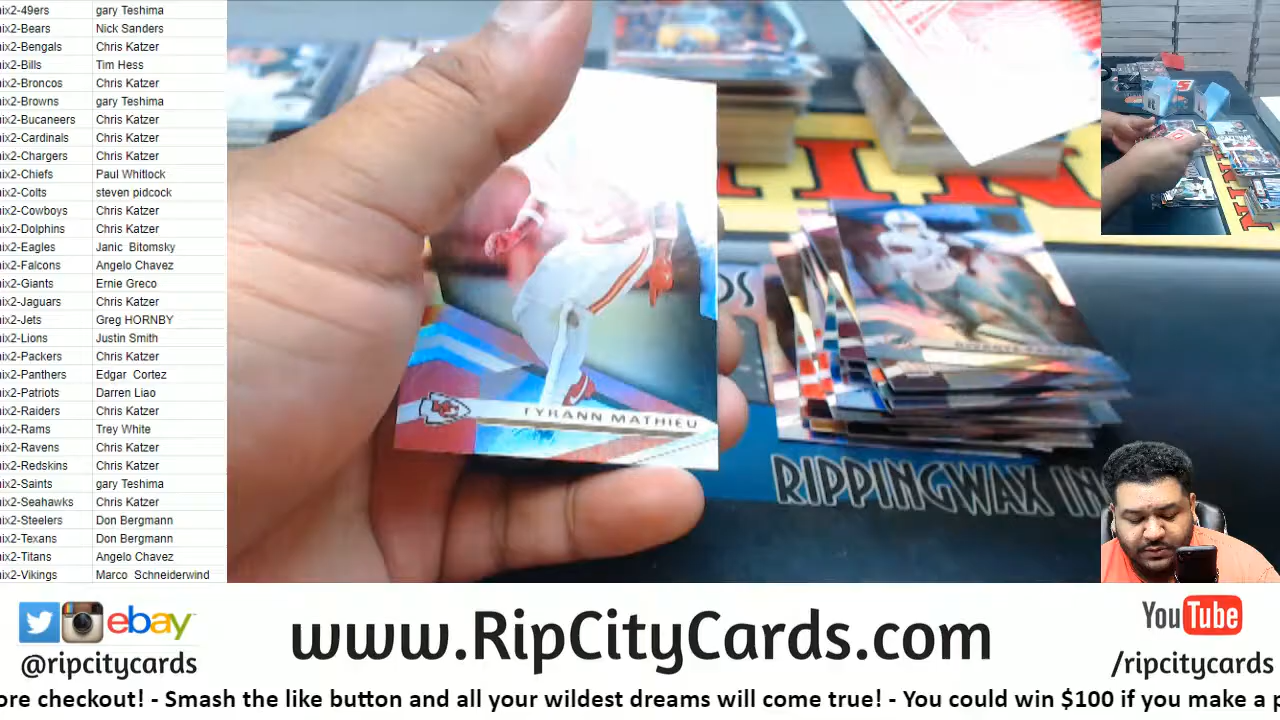 ix2-49ers gary Teshima
ix2-Bears Nick Sanders
ix2-Bengals Chris Katzer
ix2-Bills Tim Hess
ix2-Broncos Chris Katzer
ix2-Browns gary Teshima
ix2-Bucaneers Chris Katzer
ix2-Cardinals Chris Katzer
ix2-Chargers Chris Katzer
ix2-Chiefs Paul Whitlock
ix2-Colts steven pidcock
ix2-Cowboys Chris Katzer
ix2-Dolphins Chris Katzer
ix2-Eagles Janic Bitomsky
ix2-Falcons Angelo Chavez
ix2-Giants Ernie Greco
ix2-Jaguars Chris Katzer
ix2-Jets Greg HORNBY
ix2-Lions Justin Smith
ix2-Packers Chris Katzer
ix2-Panthers Edgar Cortez
ix2-Patriots Darren Liao
ix2-Raiders Chris Katzer
ix2-Rams Trey White
ix2-Ravens Chris Katzer
ix2-Redskins Chris Katzer
ix2-Saints gary Teshima
ix2-Seahawks Chris Katzer
ix2-Steelers Don Bergmann
ix2-Texans Don Bergmann
ix2-Titans Angelo Chavez
ix2-Vikings Marco Schneiderwind
TYRANN MATHIEU
RIPPINGWAX IN
ebay
@ripcitycards
www.RipCityCards.com
YouTube
/ripcitycards
ore checkout! - Smash the like button and all your wildest dreams will come true! - You could win $100 if you make a p